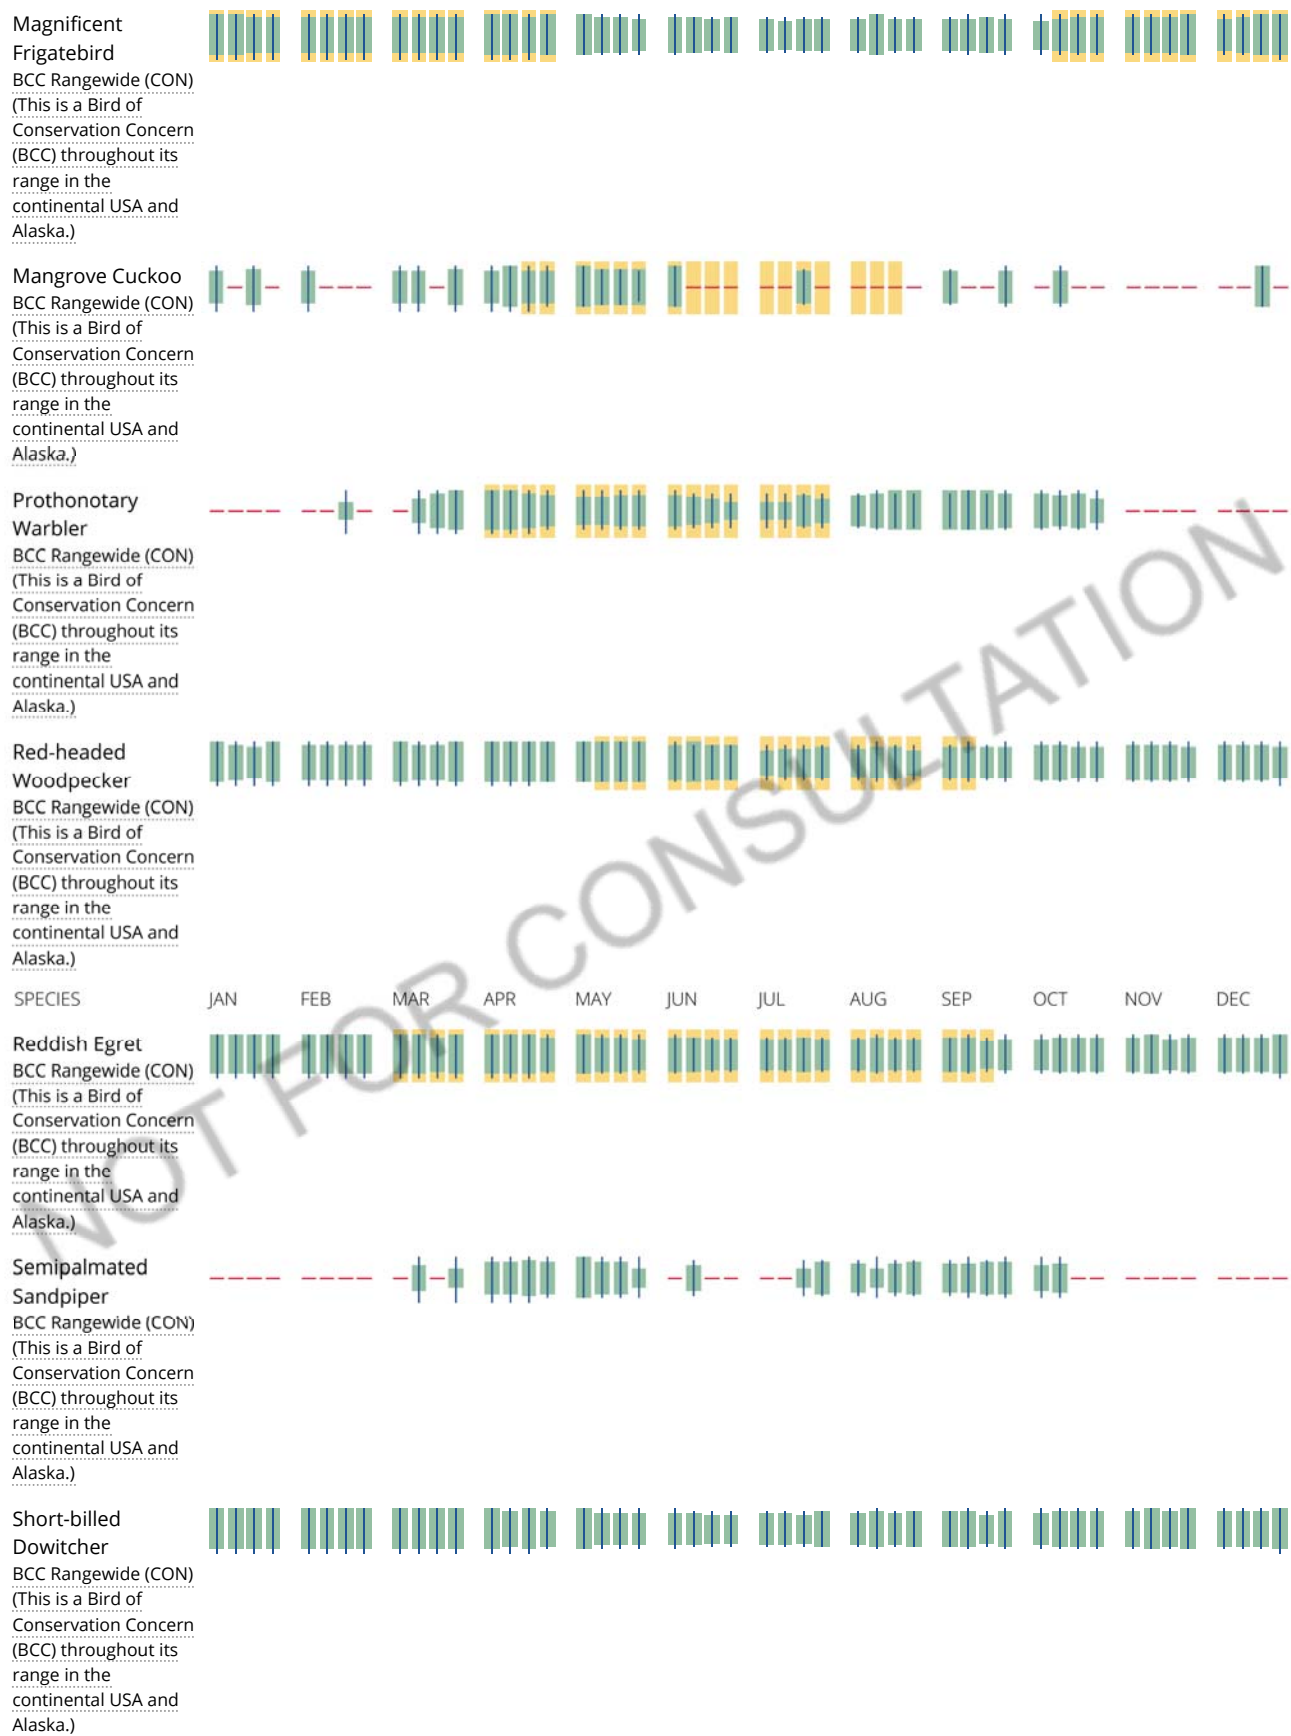 Magnificent
Frigatebird
BCC Rangewide (CON)
(This is a Bird of
Conservation Concern
(BCC) throughout its
range in the
continental USA and
Alaska.)
Mangrove Cuckoo
BCC Rangewide (CON)
(This is a Bird of
Conservation Concern
(BCC) throughout its
range in the
continental USA and
Alaska.)
Prothonotary
Warbler
BCC Rangewide (CON)
(This is a Bird of
Conservation Concern
(BCC) throughout its
range in the
continental USA and
Alaska.)
Red-headed
Woodpecker
BCC Rangewide (CON)
(This is a Bird of
Conservation Concern
(BCC) throughout its
range in the
continental USA and
Alaska.)
SPECIES JAN FEB MAR APR MAY JUN JUL AUG SEP OCT NOV DEC
Reddish Egret
BCC Rangewide (CON)
(This is a Bird of
Conservation Concern
(BCC) throughout its
range in the
continental USA and
Alaska.)
Semipalmated
Sandpiper
BCC Rangewide (CON)
(This is a Bird of
Conservation Concern
(BCC) throughout its
range in the
continental USA and
Alaska.)
Short-billed
Dowitcher
BCC Rangewide (CON)
(This is a Bird of
Conservation Concern
(BCC) throughout its
range in the
continental USA and
Alaska.)
NOT FOR CONSULTATION